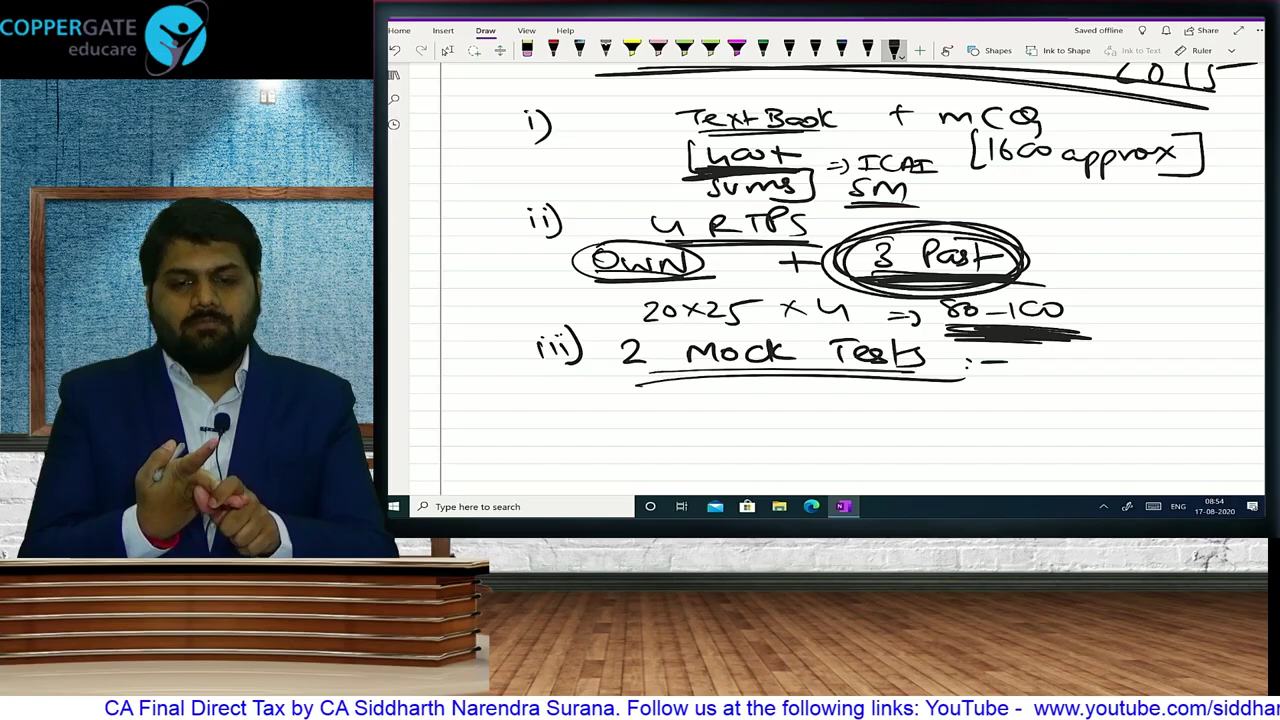 COPPERGATE
educare
Home Insert Draw View Help
Saved offline
Share
Shapes
Ink to Shape
Ink to Text
Ruler
2015
i) TextBook + MCQ
[400+ sums] => ICAI SM [1600 approx]
ii) 4 RTPS
OWN + 3 Past
20×25 × 4 => 80-100
iii) 2 Mock Tests :-
Type here to search
ENG
08:54
17-08-2020
CA Final Direct Tax by CA Siddharth Narendra Surana. Follow us at the following links: YouTube - www.youtube.com/siddhar